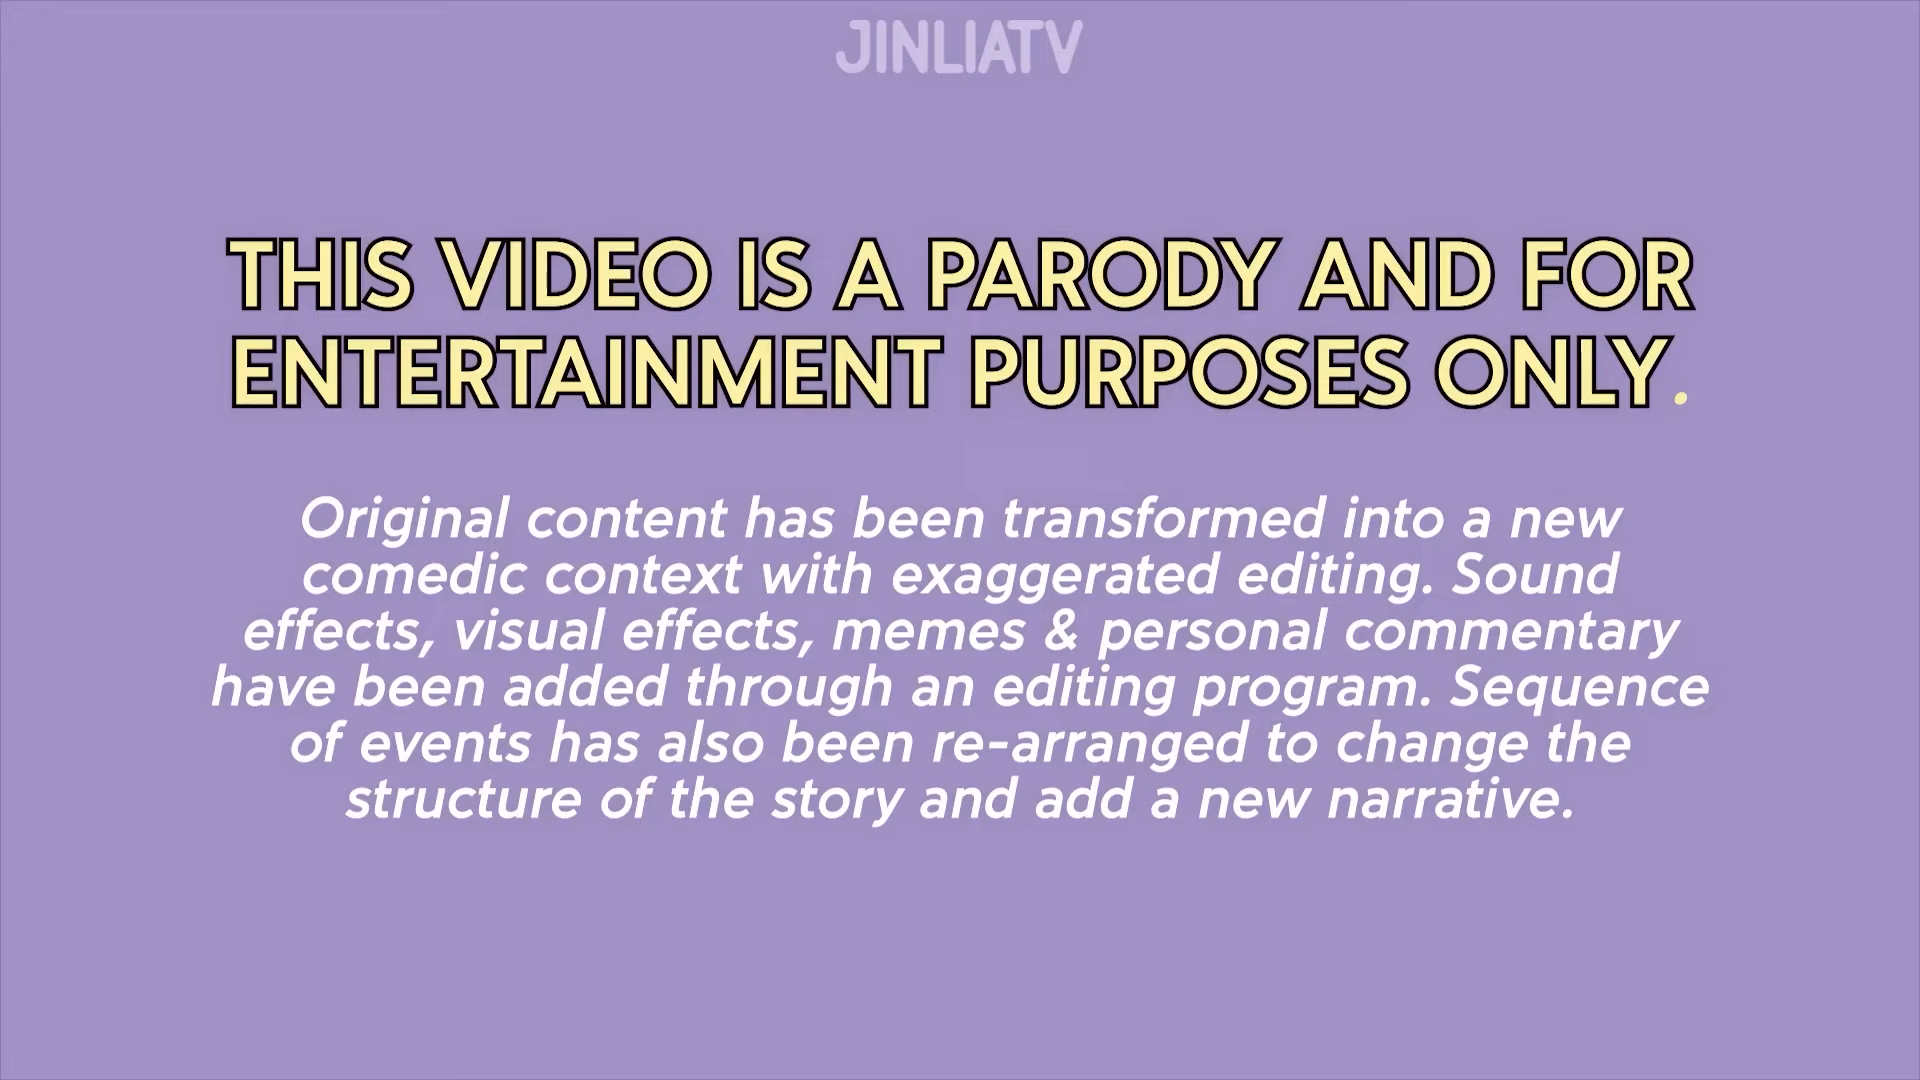 JINLIATV
THIS VIDEO IS A PARODY AND FOR
ENTERTAINMENT PURPOSES ONLY.
Original content has been transformed into a new
comedic context with exaggerated editing. Sound
effects, visual effects, memes & personal commentary
have been added through an editing program. Sequence
of events has also been re-arranged to change the
structure of the story and add a new narrative.